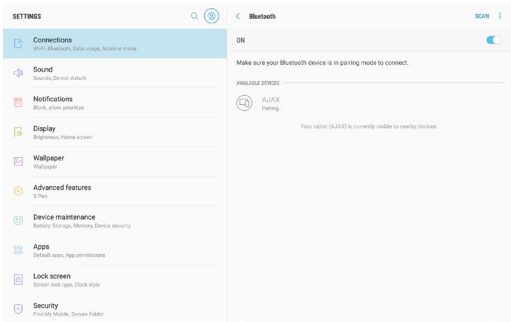 SETTINGS
Connections
Wi-Fi, Bluetooth, Data usage, Airplane mode
Sound
Sounds, Do not disturb
Notifications
Block, allow, prioritize
Display
Brightness, Home screen
Wallpaper
Wallpaper
Advanced features
S Pen
Device maintenance
Battery, Storage, Memory, Device security
Apps
Default apps, App permissions
Lock screen
Screen lock type, Clock style
Security
Find My Mobile, Secure Folder
Bluetooth
SCAN
ON
Make sure your Bluetooth device is in pairing mode to connect.
AVAILABLE DEVICES
AJAX
Pairing...
Your tablet (AJAX) is currently visible to nearby devices.